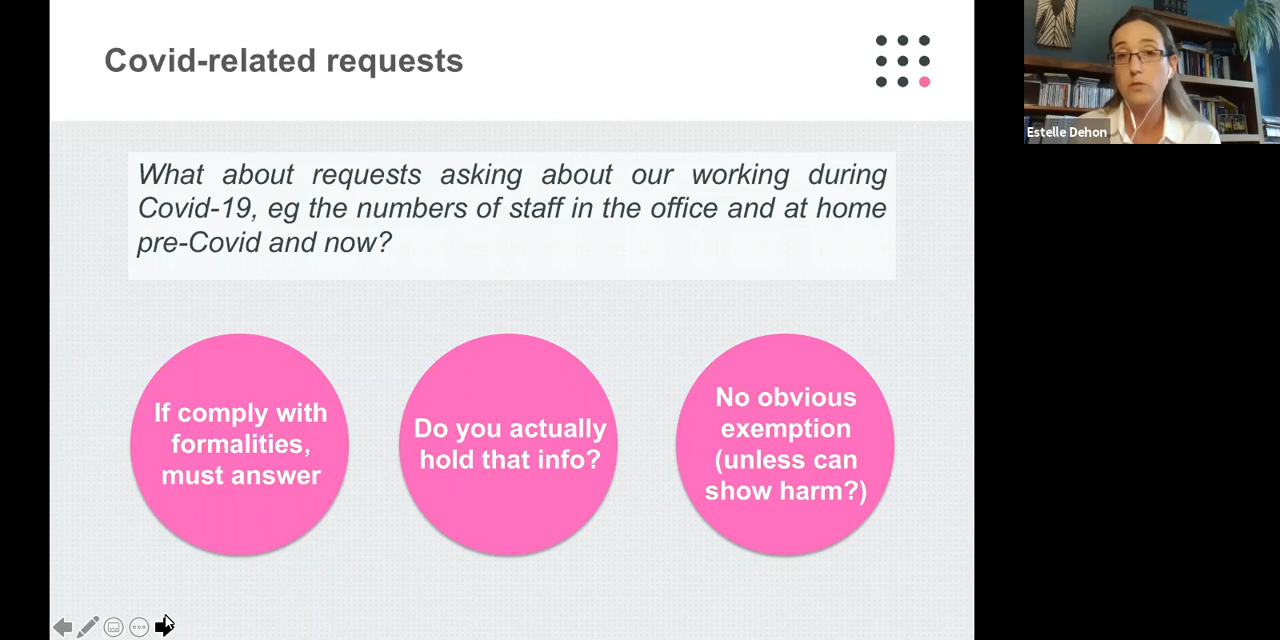 Covid-related requests
What about requests asking about our working during
Covid-19, eg the numbers of staff in the office and at home
pre-Covid and now?
If comply with
formalities,
must answer
Do you actually
hold that info?
No obvious
exemption
(unless can
show harm?)
Estelle Dehon